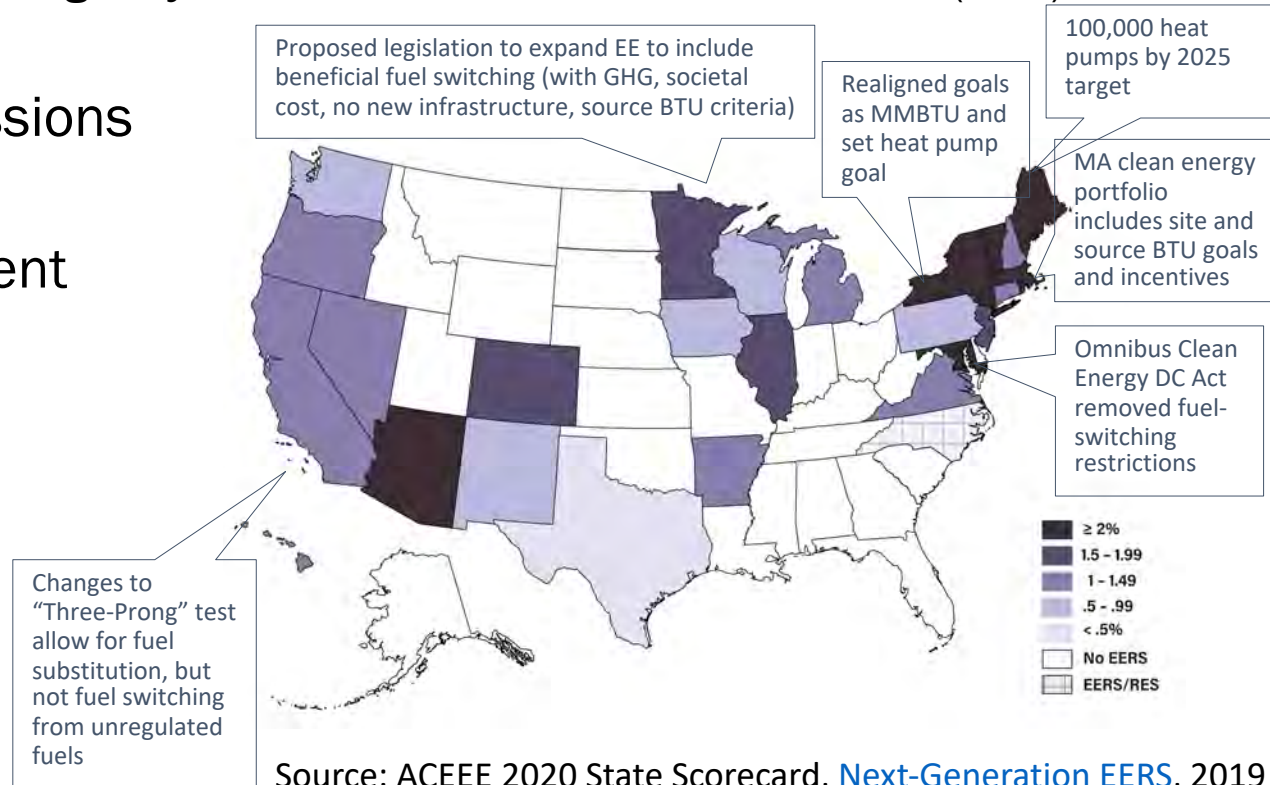 100,000 heat
pumps by 2025
target
Proposed legislation to expand EE to include
beneficial fuel switching (with GHG, societal
cost, no new infrastructure, source BTU criteria)
Realigned goals
as MMBTU and
set heat pump
goal
ssions
ent
MA clean energy
portfolio
includes site and
source BTU goals
and incentives
Omnibus Clean
Energy DC Act
removed fuel-
switching
restrictions
≥ 2%
1.5 – 1.99
1 – 1.49
.5 – .99
< .5%
No EERS
EERS/RES
Changes to
“Three-Prong” test
allow for fuel
substitution, but
not fuel switching
from unregulated
fuels
Source: ACEEE 2020 State Scorecard. Next-Generation EERS. 2019